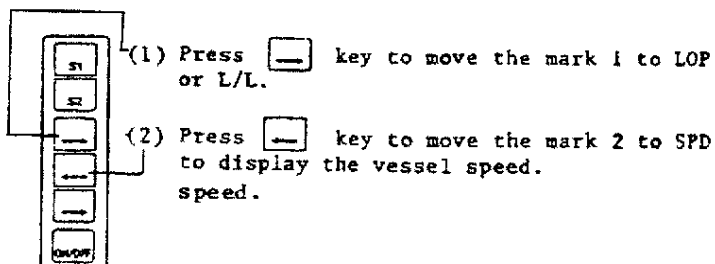 (1) Press → key to move the mark 1 to LOP
or L/L.
S1
S2
→
(2) Press ← key to move the mark 2 to SPD
to display the vessel speed.
speed.
←
→
ON/OFF